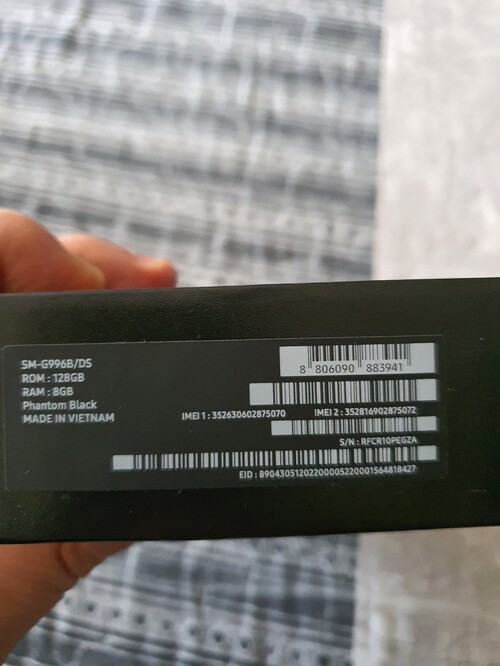 SM-G996B/DS
ROM : 128GB
RAM : 8GB
Phantom Black
MADE IN VIETNAM
8 806090 883941
IMEI 1 : 352630602875070 IMEI 2 : 352816902875072
S/N : RFCR10PEGZA
EID : 89043051202200005220001564818427